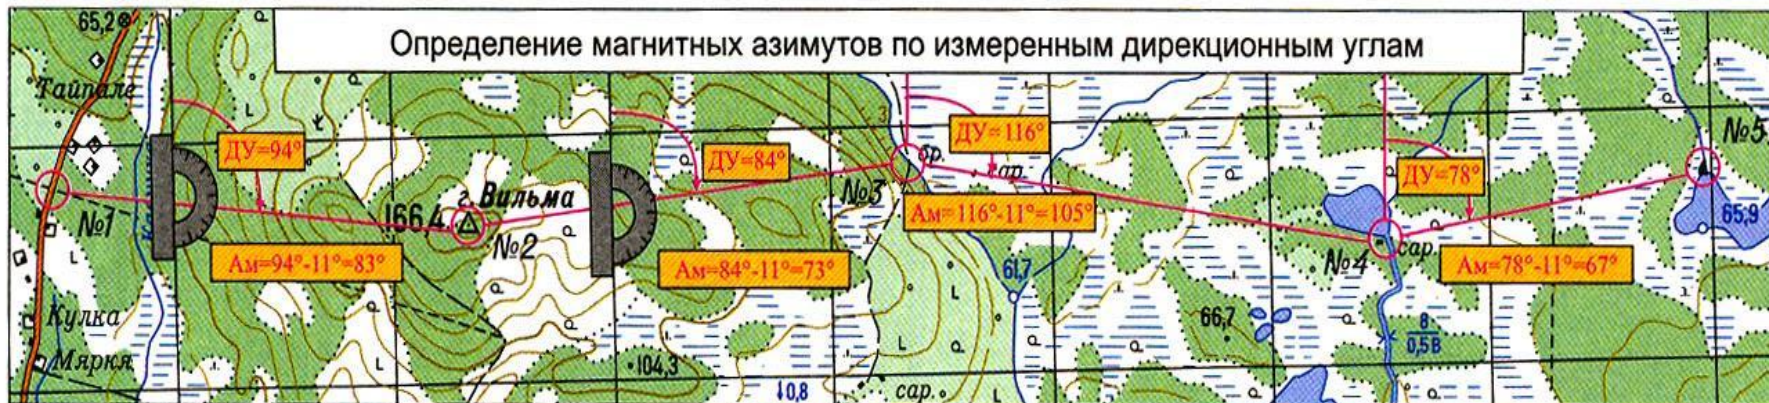 Определение магнитных азимутов по измеренным дирекционным углам
65,2
Тайпале
ДУ=94°
ДУ=84°
ДУ=116°
ДУ=78°
№5
бр.
сар.
г. Вильма
166,4
№1
№2
№3
№4
сар.
65,9
Ам=94°-11°=83°
Ам=84°-11°=73°
Ам=116°-11°=105°
Ам=78°-11°=67°
61,7
Кулка
Мяркя
66,7
8
0,5 В
104,3
0,8
сар.